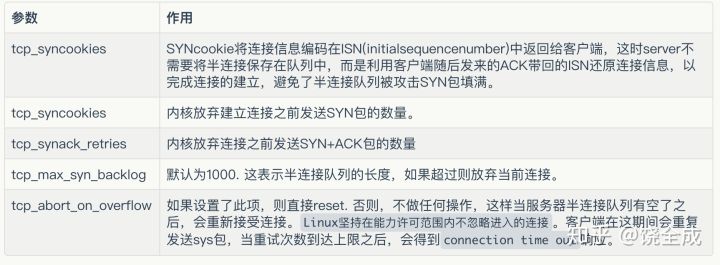 参数 作用
tcp_syncookies SYNcookie将连接信息编码在ISN(initialsequencenumber)中返回给客户端，这时server不
需要将半连接保存在队列中，而是利用客户端随后发来的ACK带回的ISN还原连接信息，以
完成连接的建立，避免了半连接队列被攻击SYN包填满。
tcp_syncookies 内核放弃建立连接之前发送SYN包的数量。
tcp_synack_retries 内核放弃连接之前发送SYN+ACK包的数量
tcp_max_syn_backlog 默认为1000. 这表示半连接队列的长度，如果超过则放弃当前连接。
tcp_abort_on_overflow 如果设置了此项，则直接reset. 否则，不做任何操作，这样当服务器半连接队列有空了之
后，会重新接受连接。Linux坚持在能力许可范围内不忽略进入的连接。客户端在这期间会重复
发送sys包，当重试次数到达上限之后，会得到 connection time out 响应。
知乎 @饶全成